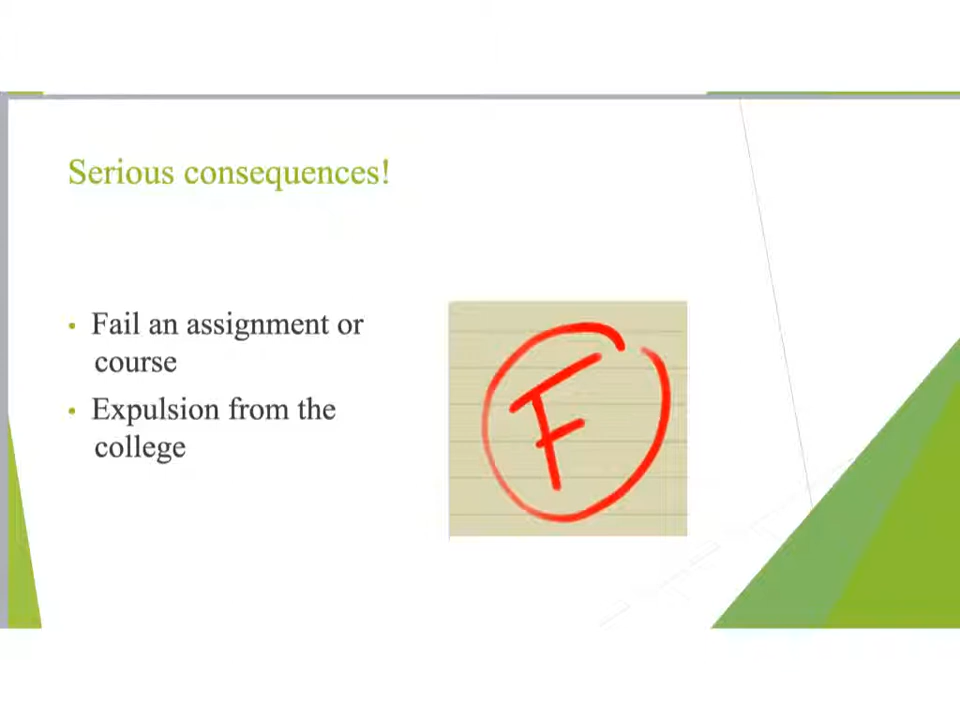 Serious consequences!
• Fail an assignment or
course
• Expulsion from the
college
F